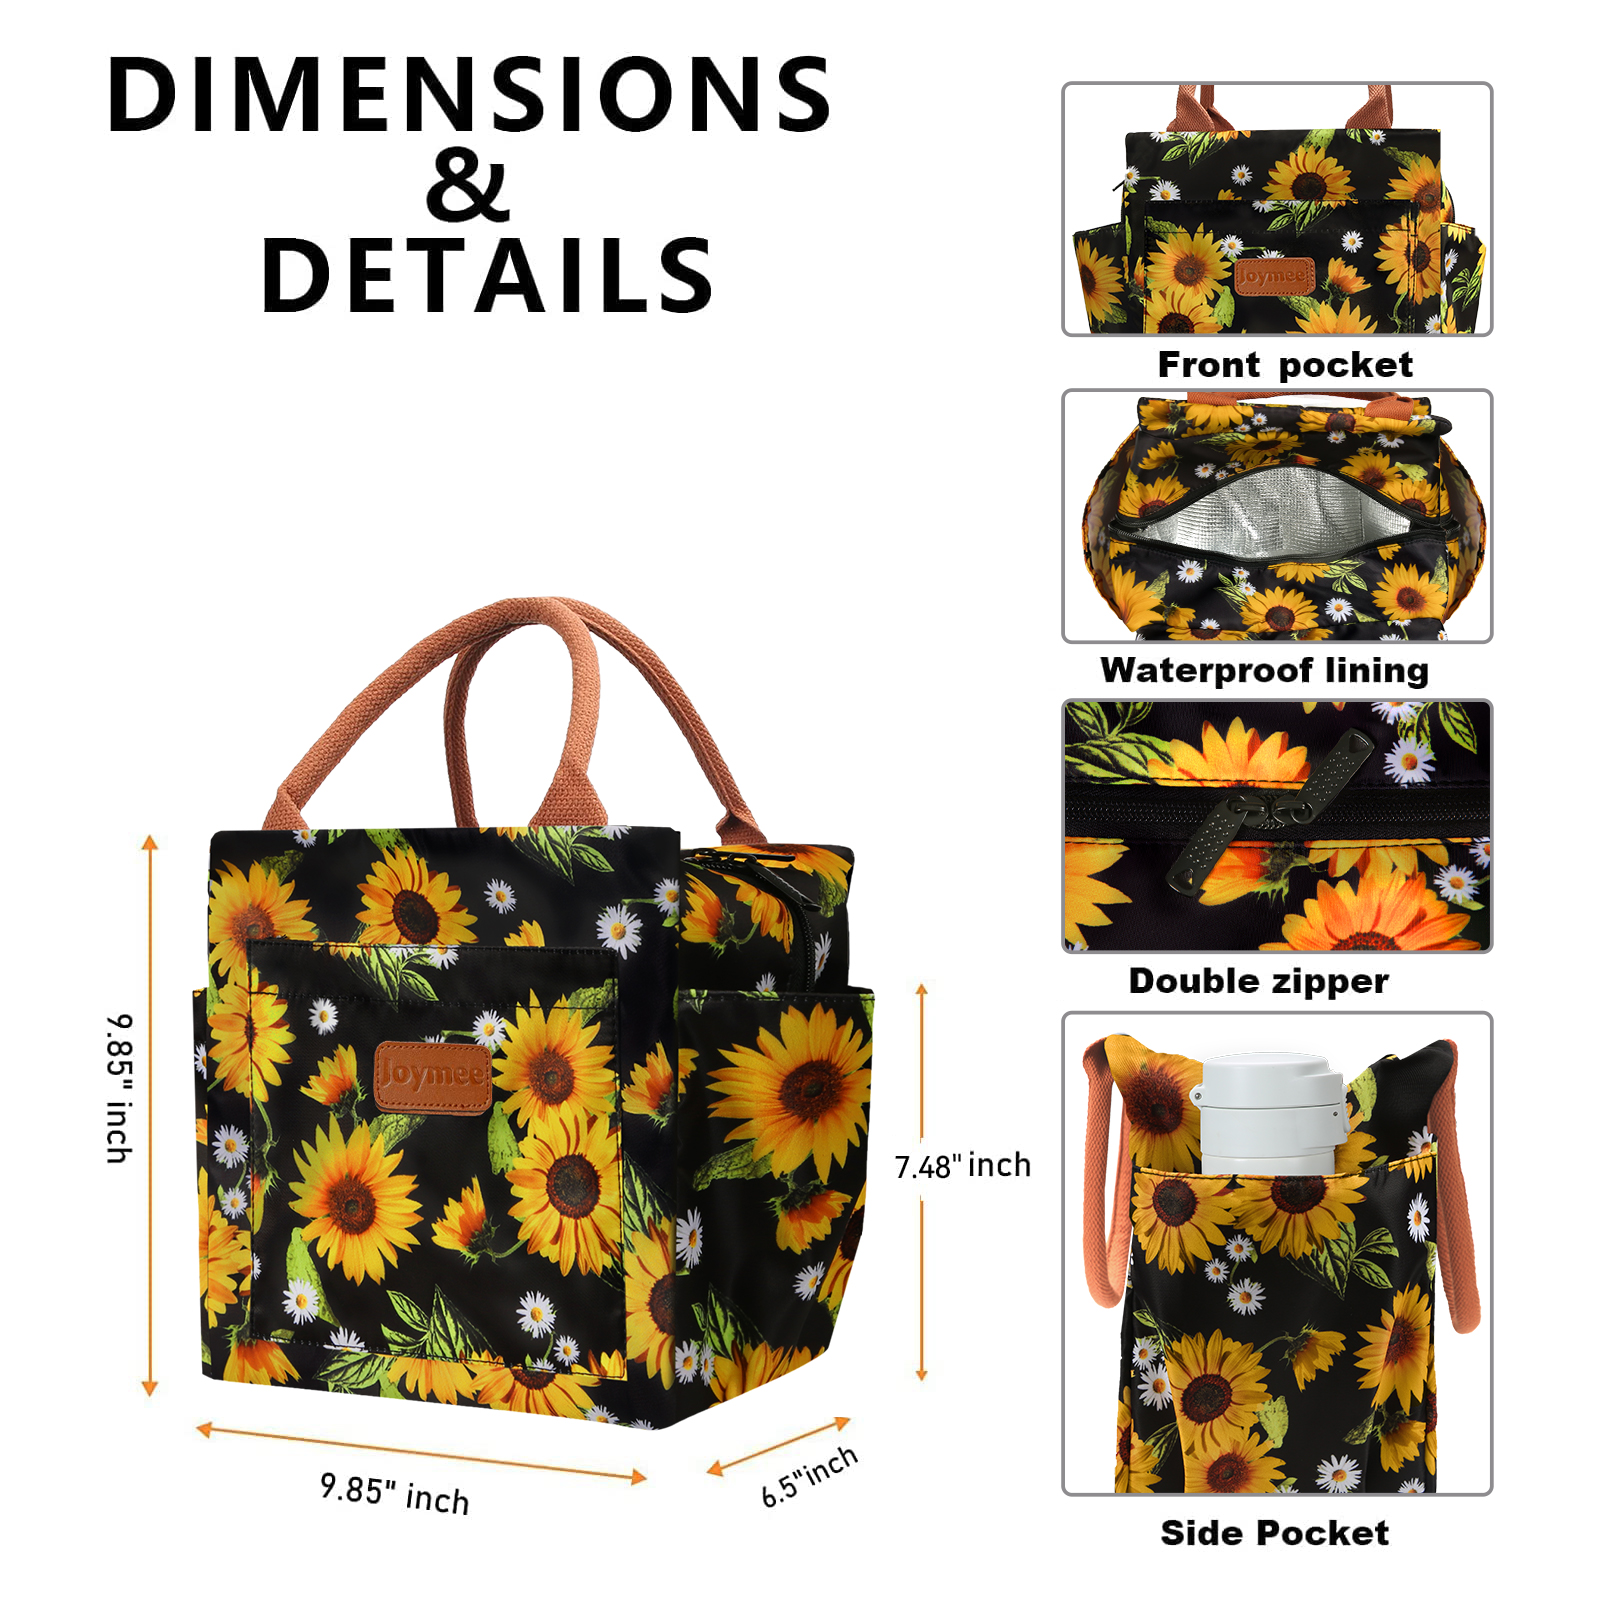 DIMENSIONS
&
DETAILS
Joymee
Front pocket
Waterproof lining
Double zipper
Joymee
9.85" inch
7.48" inch
9.85" inch
6.5"inch
Side Pocket